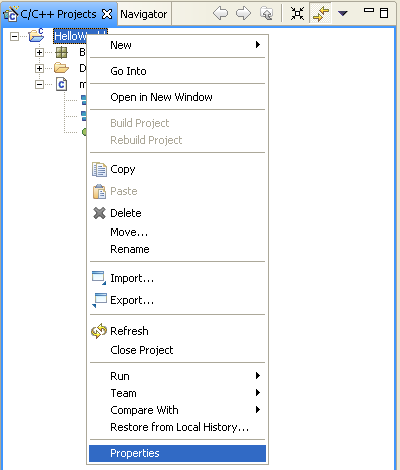 C/C++ Projects
Navigator
HelloWorld
B
D
m
New
Go Into
Open in New Window
Build Project
Rebuild Project
Copy
Paste
Delete
Move...
Rename
Import...
Export...
Refresh
Close Project
Run
Team
Compare With
Restore from Local History...
Properties